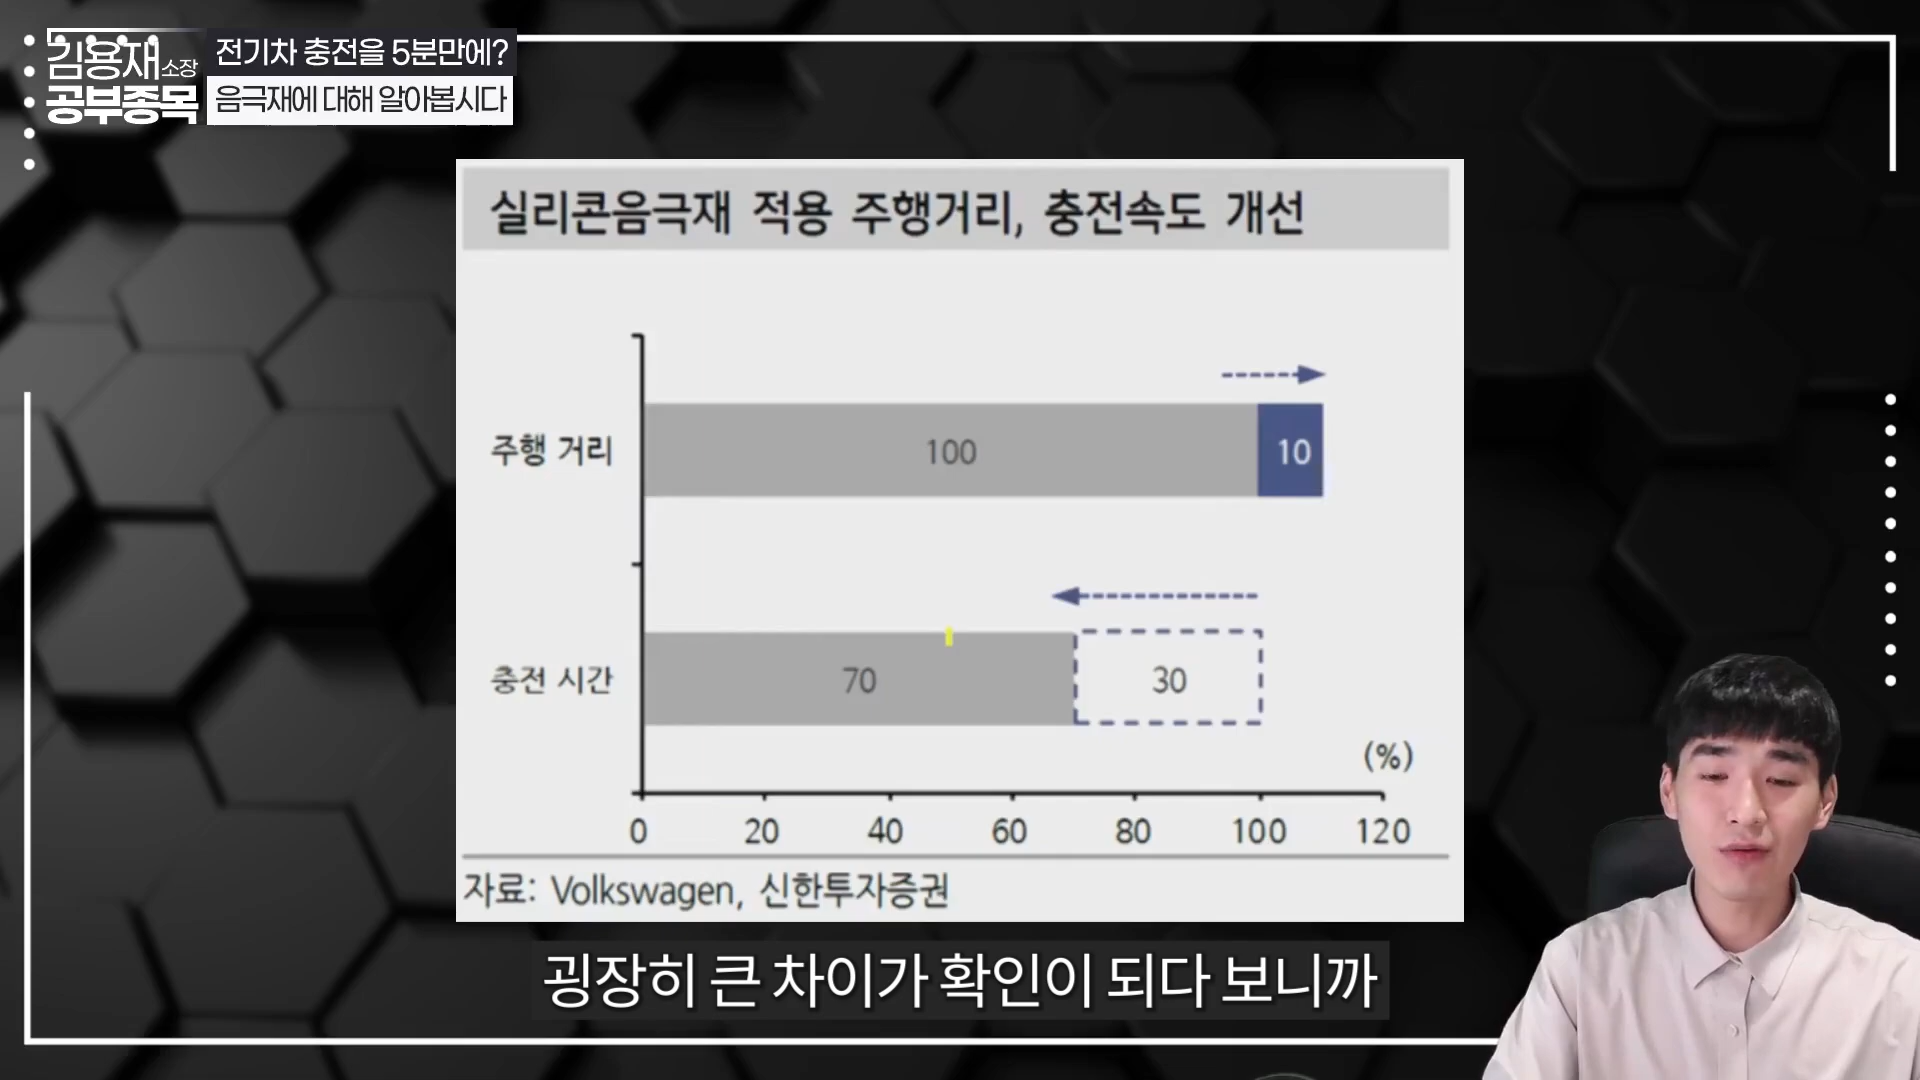 김용재 소장
공부종목
전기차 충전을 5분만에?
음극재에 대해 알아봅시다
실리콘음극재 적용 주행거리, 충전속도 개선
주행 거리
100
10
충전 시간
70
30
(%)
0 20 40 60 80 100 120
자료: Volkswagen, 신한투자증권
굉장히 큰 차이가 확인이 되다 보니까